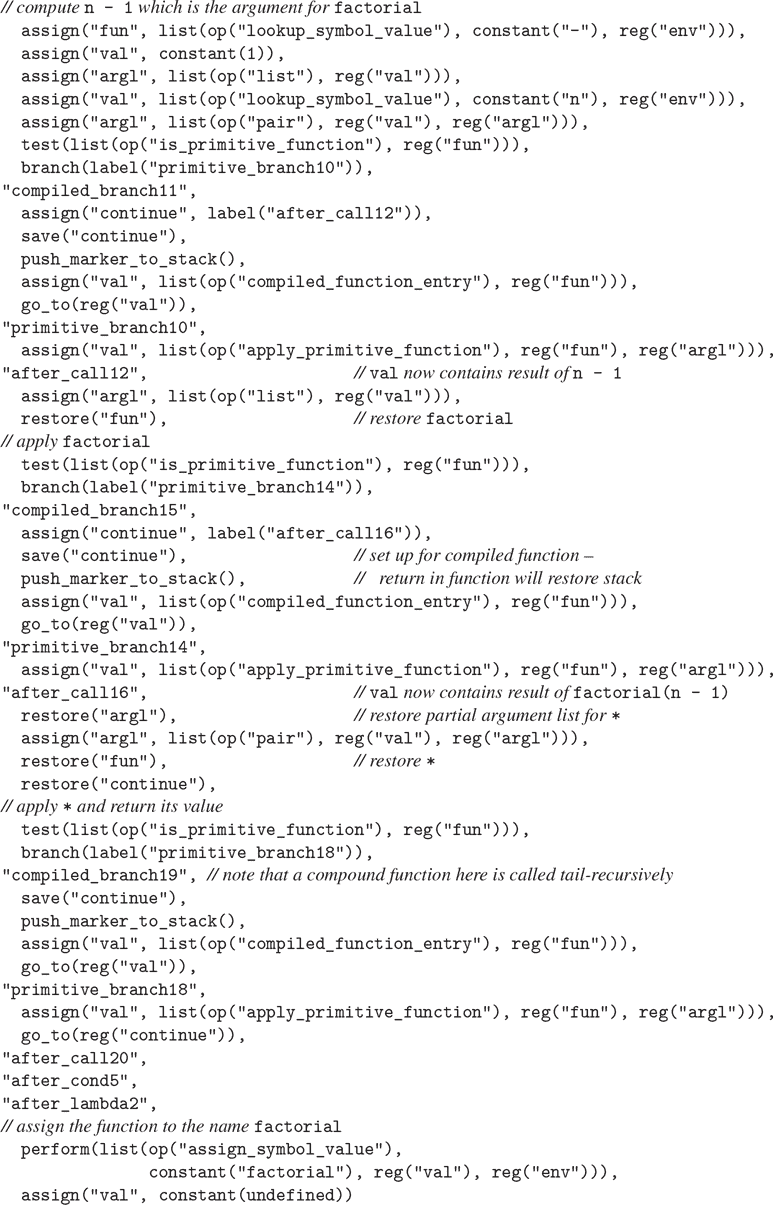 // compute n - 1 which is the argument for factorial
  assign("fun", list(op("lookup_symbol_value"), constant("-"), reg("env"))),
  assign("val", constant(1)),
  assign("argl", list(op("list"), reg("val"))),
  assign("val", list(op("lookup_symbol_value"), constant("n"), reg("env"))),
  assign("argl", list(op("pair"), reg("val"), reg("argl"))),
  test(list(op("is_primitive_function"), reg("fun"))),
  branch(label("primitive_branch10")),
"compiled_branch11",
  assign("continue", label("after_call12")),
  save("continue"),
  push_marker_to_stack(),
  assign("val", list(op("compiled_function_entry"), reg("fun"))),
  go_to(reg("val")),
"primitive_branch10",
  assign("val", list(op("apply_primitive_function"), reg("fun"), reg("argl"))),
"after_call12",                     // val now contains result of n - 1
  assign("argl", list(op("list"), reg("val"))),
  restore("fun"),                   // restore factorial
// apply factorial
  test(list(op("is_primitive_function"), reg("fun"))),
  branch(label("primitive_branch14")),
"compiled_branch15",
  assign("continue", label("after_call16")),
  save("continue"),                 // set up for compiled function –
  push_marker_to_stack(),           //   return in function will restore stack
  assign("val", list(op("compiled_function_entry"), reg("fun"))),
  go_to(reg("val")),
"primitive_branch14",
  assign("val", list(op("apply_primitive_function"), reg("fun"), reg("argl"))),
"after_call16",                     // val now contains result of factorial(n - 1)
  restore("argl"),                  // restore partial argument list for *
  assign("argl", list(op("pair"), reg("val"), reg("argl"))),
  restore("fun"),                   // restore *
  restore("continue"),
// apply * and return its value
  test(list(op("is_primitive_function"), reg("fun"))),
  branch(label("primitive_branch18")),
"compiled_branch19", // note that a compound function here is called tail-recursively
  save("continue"),
  push_marker_to_stack(),
  assign("val", list(op("compiled_function_entry"), reg("fun"))),
  go_to(reg("val")),
"primitive_branch18",
  assign("val", list(op("apply_primitive_function"), reg("fun"), reg("argl"))),
  go_to(reg("continue")),
"after_call20",
"after_cond5",
"after_lambda2",
// assign the function to the name factorial
  perform(list(op("assign_symbol_value"),
               constant("factorial"), reg("val"), reg("env"))),
  assign("val", constant(undefined))